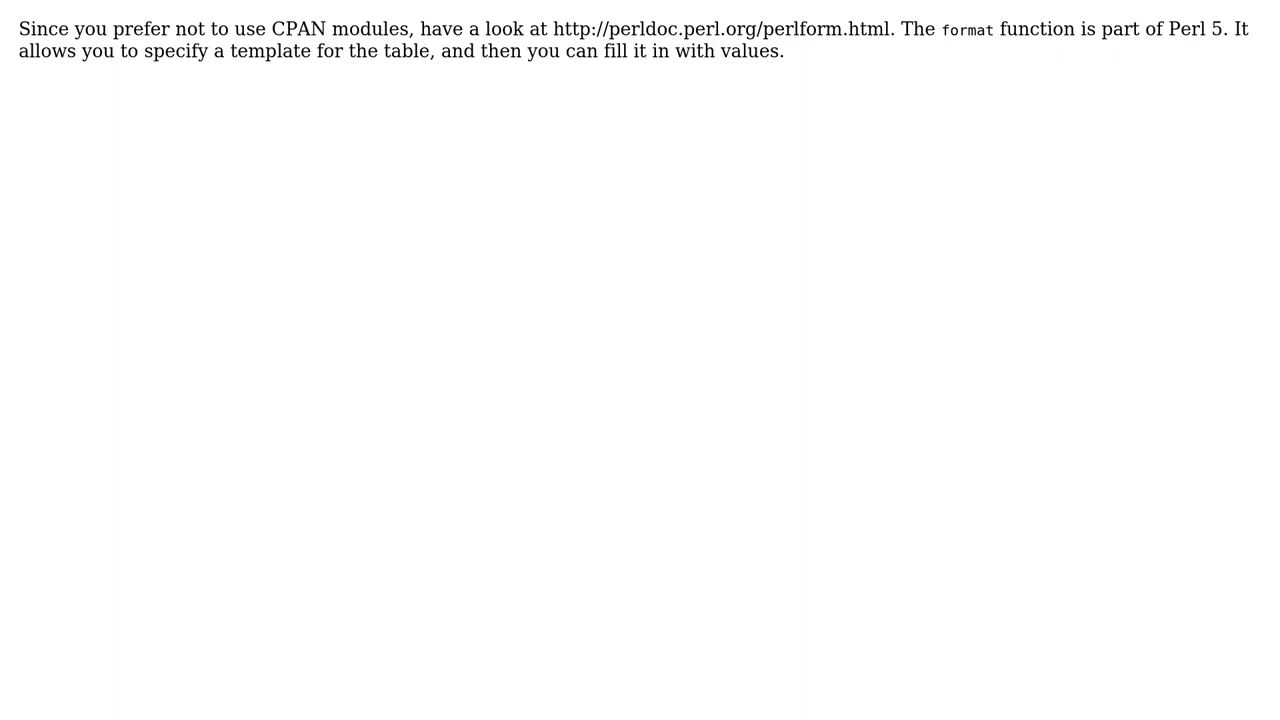 Since you prefer not to use CPAN modules, have a look at http://perldoc.perl.org/perlform.html. The format function is part of Perl 5. It
allows you to specify a template for the table, and then you can fill it in with values.